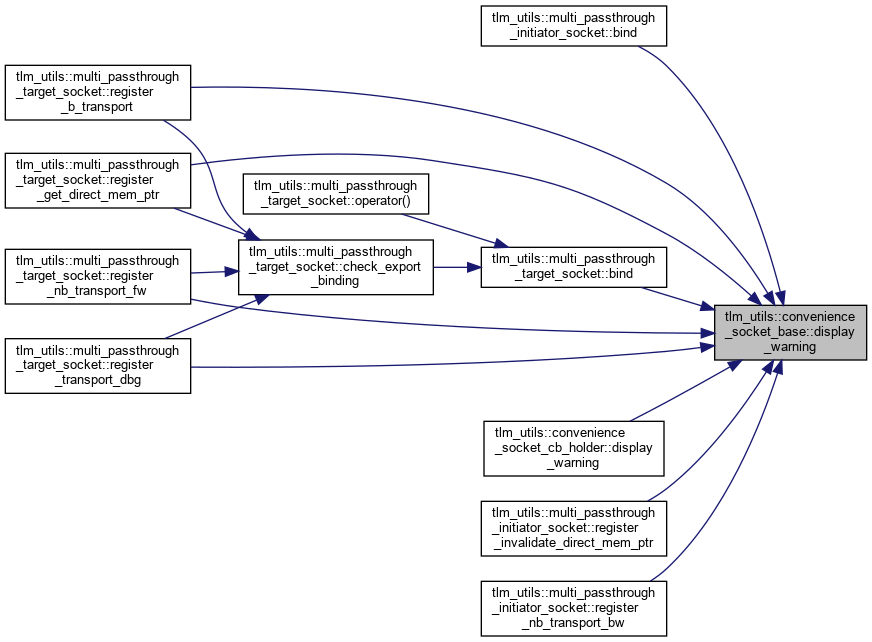 tlm_utils::multi_passthrough
_initiator_socket::bind
tlm_utils::multi_passthrough
_target_socket::register
_b_transport
tlm_utils::multi_passthrough
_target_socket::register
_get_direct_mem_ptr
tlm_utils::multi_passthrough
_target_socket::operator()
tlm_utils::multi_passthrough
_target_socket::check_export
_binding
tlm_utils::multi_passthrough
_target_socket::bind
tlm_utils::multi_passthrough
_target_socket::register
_nb_transport_fw
tlm_utils::convenience
_socket_base::display
_warning
tlm_utils::multi_passthrough
_target_socket::register
_transport_dbg
tlm_utils::convenience
_socket_cb_holder::display
_warning
tlm_utils::multi_passthrough
_initiator_socket::register
_invalidate_direct_mem_ptr
tlm_utils::multi_passthrough
_initiator_socket::register
_nb_transport_bw